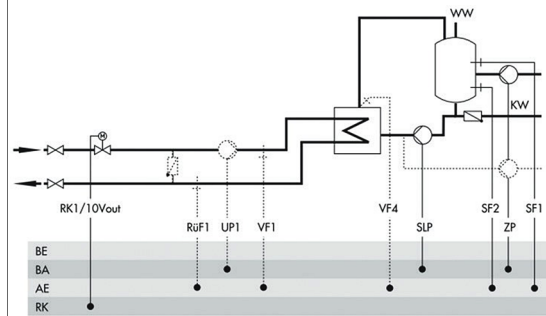 WW
KW
RK1/10Vout
RüF1
UP1
VF1
VF4
SLP
SF2
ZP
SF1
M
BE
BA
AE
RK